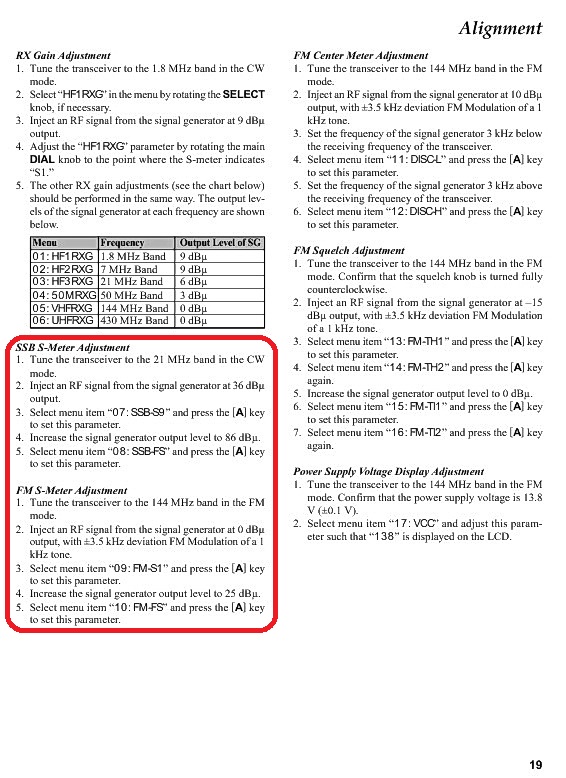 Alignment
RX Gain Adjustment
1. Tune the transceiver to the 1.8 MHz band in the CW
mode.
2. Select “HF1RXG” in the menu by rotating the SELECT
knob, if necessary.
3. Inject an RF signal from the signal generator at 9 dBµ
output.
4. Adjust the “HF1RXG” parameter by rotating the main
DIAL knob to the point where the S-meter indicates
“S1.”
5. The other RX gain adjustments (see the chart below)
should be performed in the same way. The output lev-
els of the signal generator at each frequency are shown
below.
Menu Frequency Output Level of SG
01: HF1RXG 1.8 MHz Band 9 dBµ
02: HF2RXG 7 MHz Band 9 dBµ
03: HF3RXG 21 MHz Band 6 dBµ
04: 50MRXG 50 MHz Band 3 dBµ
05: VHFRXG 144 MHz Band 0 dBµ
06: UHFRXG 430 MHz Band 0 dBµ
SSB S-Meter Adjustment
1. Tune the transceiver to the 21 MHz band in the CW
mode.
2. Inject an RF signal from the signal generator at 36 dBµ
output.
3. Select menu item “07: SSB-S9” and press the [A] key
to set this parameter.
4. Increase the signal generator output level to 86 dBµ.
5. Select menu item “08: SSB-FS” and press the [A] key
to set this parameter.
FM S-Meter Adjustment
1. Tune the transceiver to the 144 MHz band in the FM
mode.
2. Inject an RF signal from the signal generator at 0 dBµ
output, with ±3.5 kHz deviation FM Modulation of a 1
kHz tone.
3. Select menu item “09: FM-S1” and press the [A] key
to set this parameter.
4. Increase the signal generator output level to 25 dBµ.
5. Select menu item “10: FM-FS” and press the [A] key
to set this parameter.
FM Center Meter Adjustment
1. Tune the transceiver to the 144 MHz band in the FM
mode.
2. Inject an RF signal from the signal generator at 10 dBµ
output, with ±3.5 kHz deviation FM Modulation of a 1
kHz tone.
3. Set the frequency of the signal generator 3 kHz below
the receiving frequency of the transceiver.
4. Select menu item “11: DISC-L” and press the [A] key
to set this parameter.
5. Set the frequency of the signal generator 3 kHz above
the receiving frequency of the transceiver.
6. Select menu item “12: DISC-H” and press the [A] key
to set this parameter.
FM Squelch Adjustment
1. Tune the transceiver to the 144 MHz band in the FM
mode. Confirm that the squelch knob is turned fully
counterclockwise.
2. Inject an RF signal from the signal generator at –15
dBµ output, with ±3.5 kHz deviation FM Modulation
of a 1 kHz tone.
3. Select menu item “13: FM-TH1” and press the [A] key
to set this parameter.
4. Select menu item “14: FM-TH2” and press the [A] key
again.
5. Increase the signal generator output level to 0 dBµ.
6. Select menu item “15: FM-TI1” and press the [A] key
to set this parameter.
7. Select menu item “16: FM-TI2” and press the [A] key
again.
Power Supply Voltage Display Adjustment
1. Tune the transceiver to the 144 MHz band in the FM
mode. Confirm that the power supply voltage is 13.8
V (±0.1 V).
2. Select menu item “17: VCC” and adjust this param-
eter such that “138” is displayed on the LCD.
19